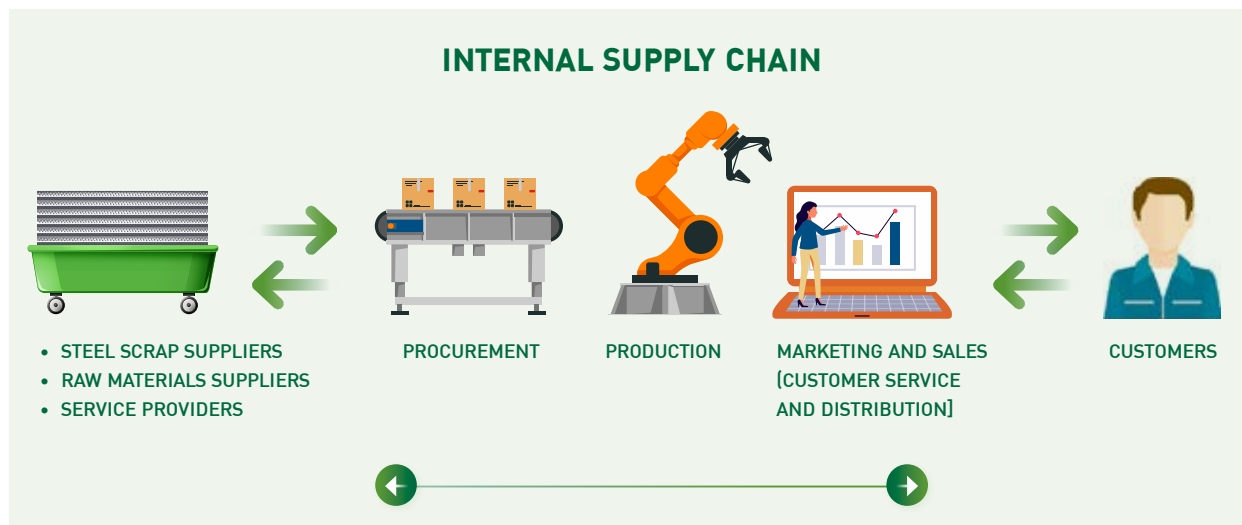 INTERNAL SUPPLY CHAIN
• STEEL SCRAP SUPPLIERS
• RAW MATERIALS SUPPLIERS
• SERVICE PROVIDERS
PROCUREMENT
PRODUCTION
MARKETING AND SALES
(CUSTOMER SERVICE
AND DISTRIBUTION]
CUSTOMERS